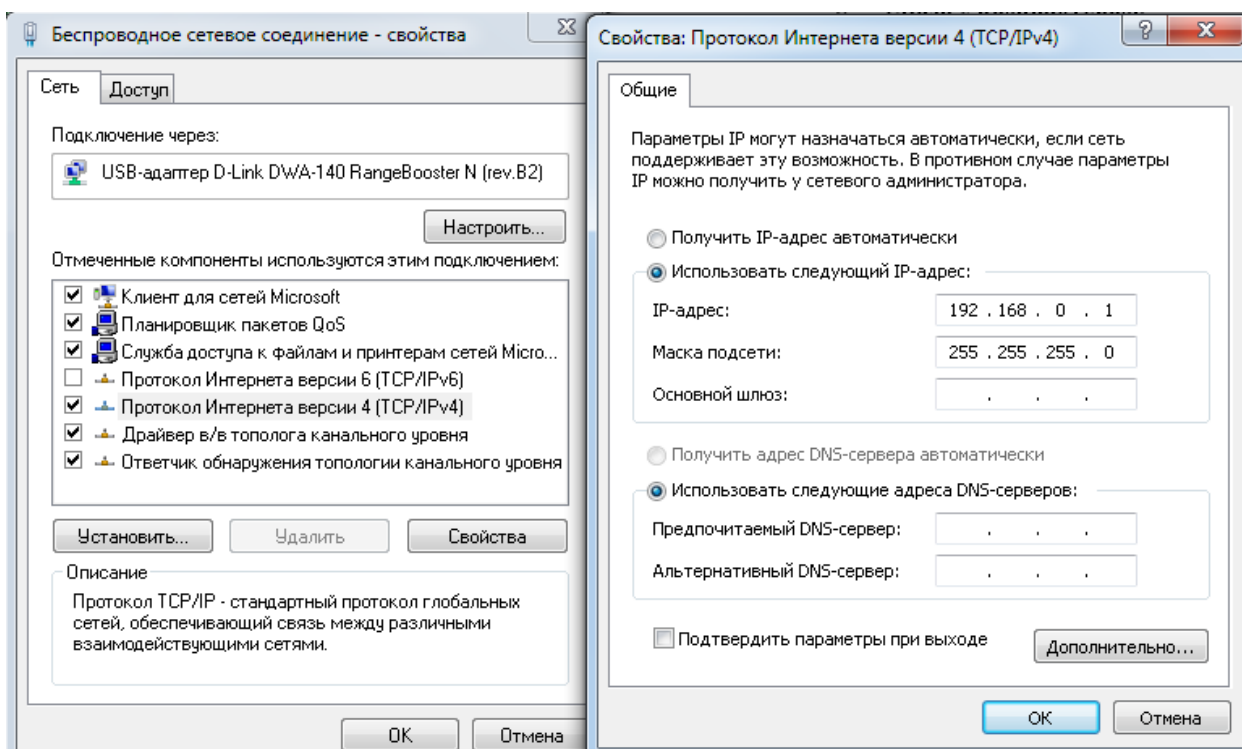 Беспроводное сетевое соединение - свойства
Сеть
Доступ
Подключение через:
USB-адаптер D-Link DWA-140 RangeBooster N (rev.B2)
Настроить...
Отмеченные компоненты используются этим подключением:
Клиент для сетей Microsoft
Планировщик пакетов QoS
Служба доступа к файлам и принтерам сетей Micro...
Протокол Интернета версии 6 (TCP/IPv6)
Протокол Интернета версии 4 (TCP/IPv4)
Драйвер в/в тополога канального уровня
Ответчик обнаружения топологии канального уровня
Установить...
Удалить
Свойства
Описание
Протокол TCP/IP - стандартный протокол глобальных
сетей, обеспечивающий связь между различными
взаимодействующими сетями.
ОК
Отмена
Свойства: Протокол Интернета версии 4 (TCP/IPv4)
Общие
Параметры IP могут назначаться автоматически, если сеть
поддерживает эту возможность. В противном случае параметры
IP можно получить у сетевого администратора.
Получить IP-адрес автоматически
Использовать следующий IP-адрес:
IP-адрес:
192 . 168 . 0 . 1
Маска подсети:
255 . 255 . 255 . 0
Основной шлюз:
. . .
Получить адрес DNS-сервера автоматически
Использовать следующие адреса DNS-серверов:
Предпочитаемый DNS-сервер:
. . .
Альтернативный DNS-сервер:
. . .
Подтвердить параметры при выходе
Дополнительно...
ОК
Отмена